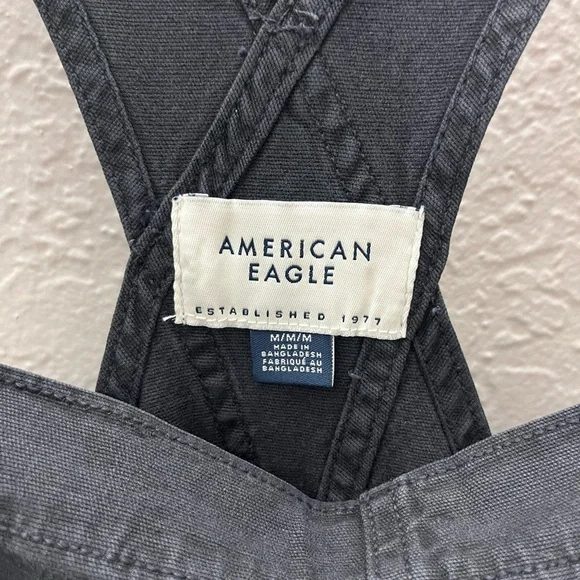 AMERICAN
EAGLE
ESTABLISHED 1977
M/M/M
MADE IN
BANGLADESH
FABRIQUÉ AU
BANGLADESH